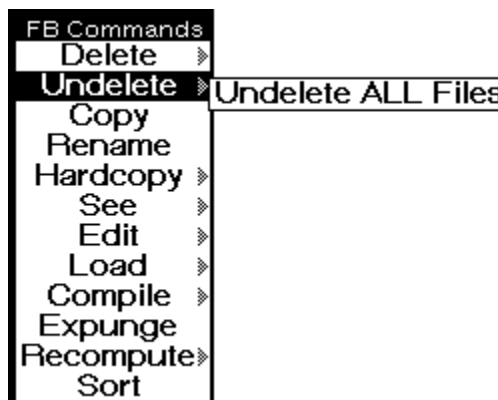 FB Commands
Delete
Undelete
Undelete ALL Files
Copy
Rename
Hardcopy
See
Edit
Load
Compile
Expunge
Recompute
Sort